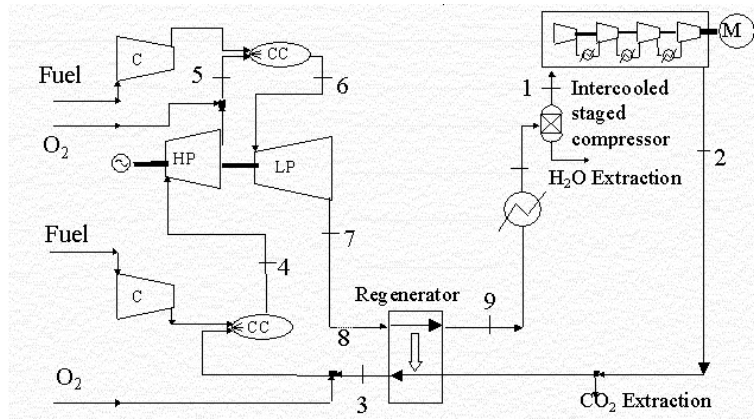 C
CC
M
Fuel
5
6
1
Intercooled
staged
compressor
O2
HP
LP
2
H2O Extraction
Fuel
7
4
C
Regenerator
CC
9
8
O2
3
CO2 Extraction